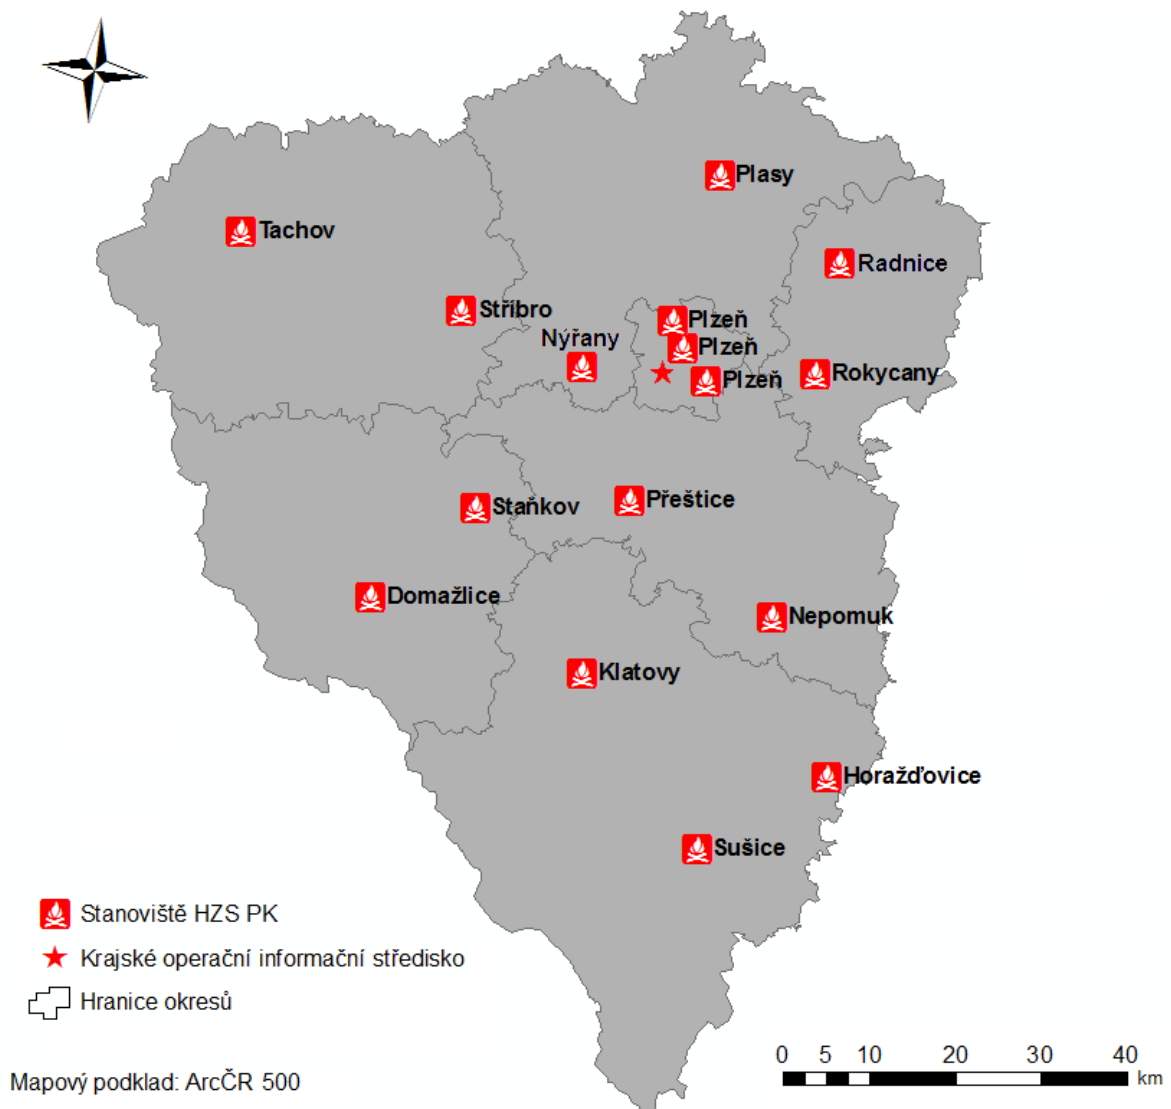 Plasy
Tachov
Radnice
Stříbro
Plzeň
Nýřany
Plzeň
Rokycany
Plzeň
Přeštice
Staňkov
Domažlice
Nepomuk
Klatovy
Horažďovice
Sušice
Stanoviště HZS PK
Krajské operační informační středisko
Hranice okresů
Mapový podklad: ArcČR 500
0 5 10 20 30 40
km